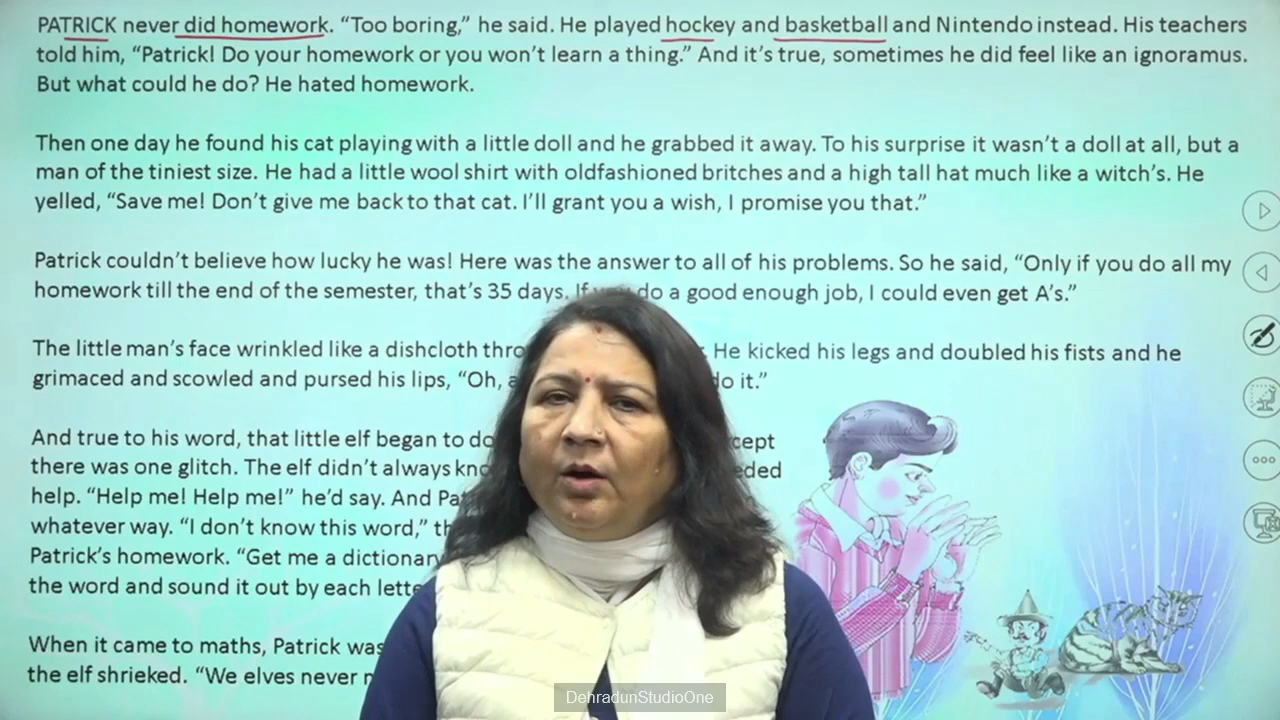 PATRICK never did homework. “Too boring,” he said. He played hockey and basketball and Nintendo instead. His teachers
told him, “Patrick! Do your homework or you won’t learn a thing.” And it’s true, sometimes he did feel like an ignoramus.
But what could he do? He hated homework.
Then one day he found his cat playing with a little doll and he grabbed it away. To his surprise it wasn’t a doll at all, but a
man of the tiniest size. He had a little wool shirt with oldfashioned britches and a high tall hat much like a witch’s. He
yelled, “Save me! Don’t give me back to that cat. I’ll grant you a wish, I promise you that.”
Patrick couldn’t believe how lucky he was! Here was the answer to all of his problems. So he said, “Only if you do all my
homework till the end of the semester, that’s 35 days. If do a good enough job, I could even get A’s.”
The little man’s face wrinkled like a dishcloth He kicked his legs and doubled his fists and he
grimaced and scowled and pursed his lips, “Oh, do it.”
And true to his word, that little elf began to do
there was one glitch. The elf didn’t always
help. “Help me! Help me!” he’d say. And
whatever way. “I don’t know this word,”
Patrick’s homework. “Get me a dictionary
the word and sound it out by each
When it came to maths, Patrick was
the elf shrieked. “We elves never
DehradunStudioOne